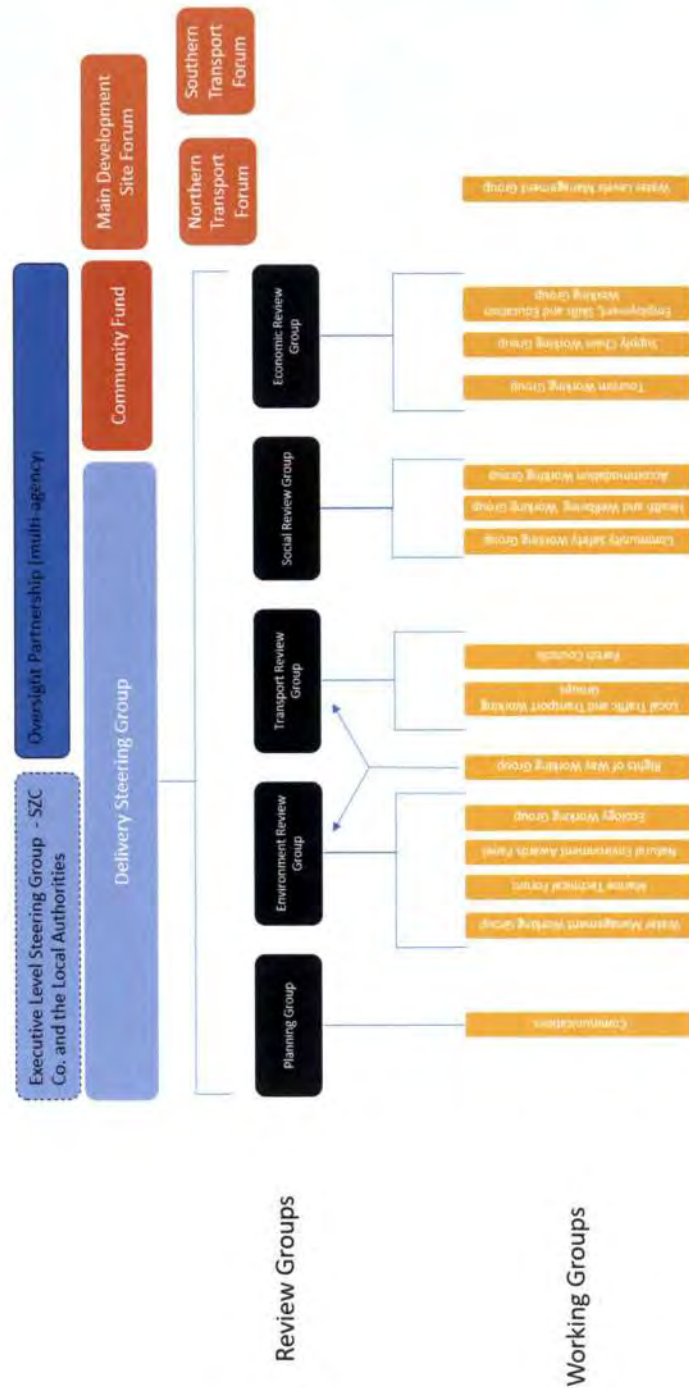 Executive Level Steering Group - SZC
Co. and the Local Authorities
Oversight Partnership (multi-agency)
Delivery Steering Group
Community Fund
Main Development
Site Forum
Northern
Transport
Forum
Southern
Transport
Forum
Review Groups
Planning Group
Environment Review
Group
Transport Review
Group
Social Review Group
Economic Review
Group
Working Groups
Communications
Water Management Working Group
Marine Technical Forum
Natural Environment Awards Panel
Ecology Working Group
Rights of Way Working Group
Local Traffic and Transport Working
Groups
Parish Councils
Community Safety Working Group
Health and Wellbeing Working Group
Accommodation Working Group
Tourism Working Group
Supply Chain Working Group
Employment, Skills and Education
Working Group
Water Levels Management Group